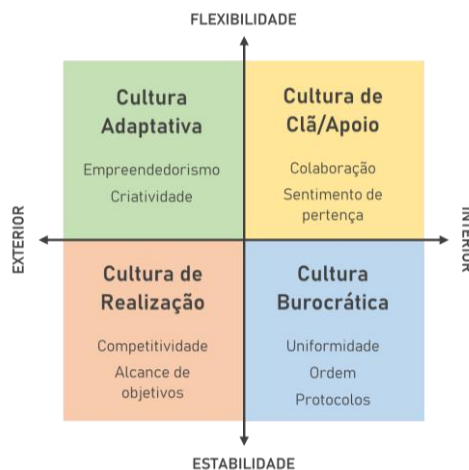 FLEXIBILIDADE
Cultura
Adaptativa
Empreendedorismo
Criatividade
Cultura de
Clã/Apoio
Colaboração
Sentimento de
pertença
EXTERIOR
INTERIOR
Cultura de
Realização
Competitividade
Alcance de
objetivos
Cultura
Burocrática
Uniformidade
Ordem
Protocolos
ESTABILIDADE